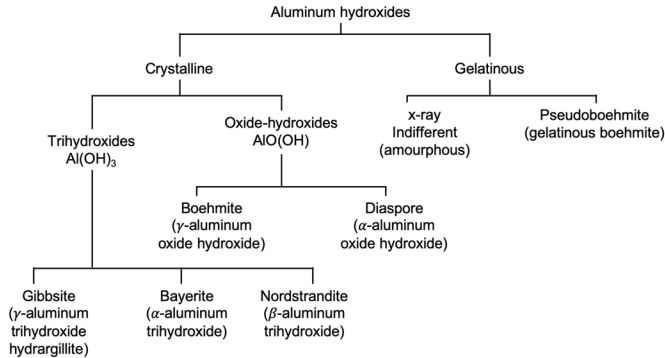 Aluminum hydroxides
Crystalline
Gelatinous
Trihydroxides
Al(OH)₃
Oxide-hydroxides
AlO(OH)
x-ray
Indifferent
(amourphous)
Pseudoboehmite
(gelatinous boehmite)
Boehmite
(γ-aluminum
oxide hydroxide)
Diaspore
(α-aluminum
oxide hydroxide)
Gibbsite
(γ-aluminum
trihydroxide
hydrargillite)
Bayerite
(α-aluminum
trihydroxide)
Nordstrandite
(β-aluminum
trihydroxide)